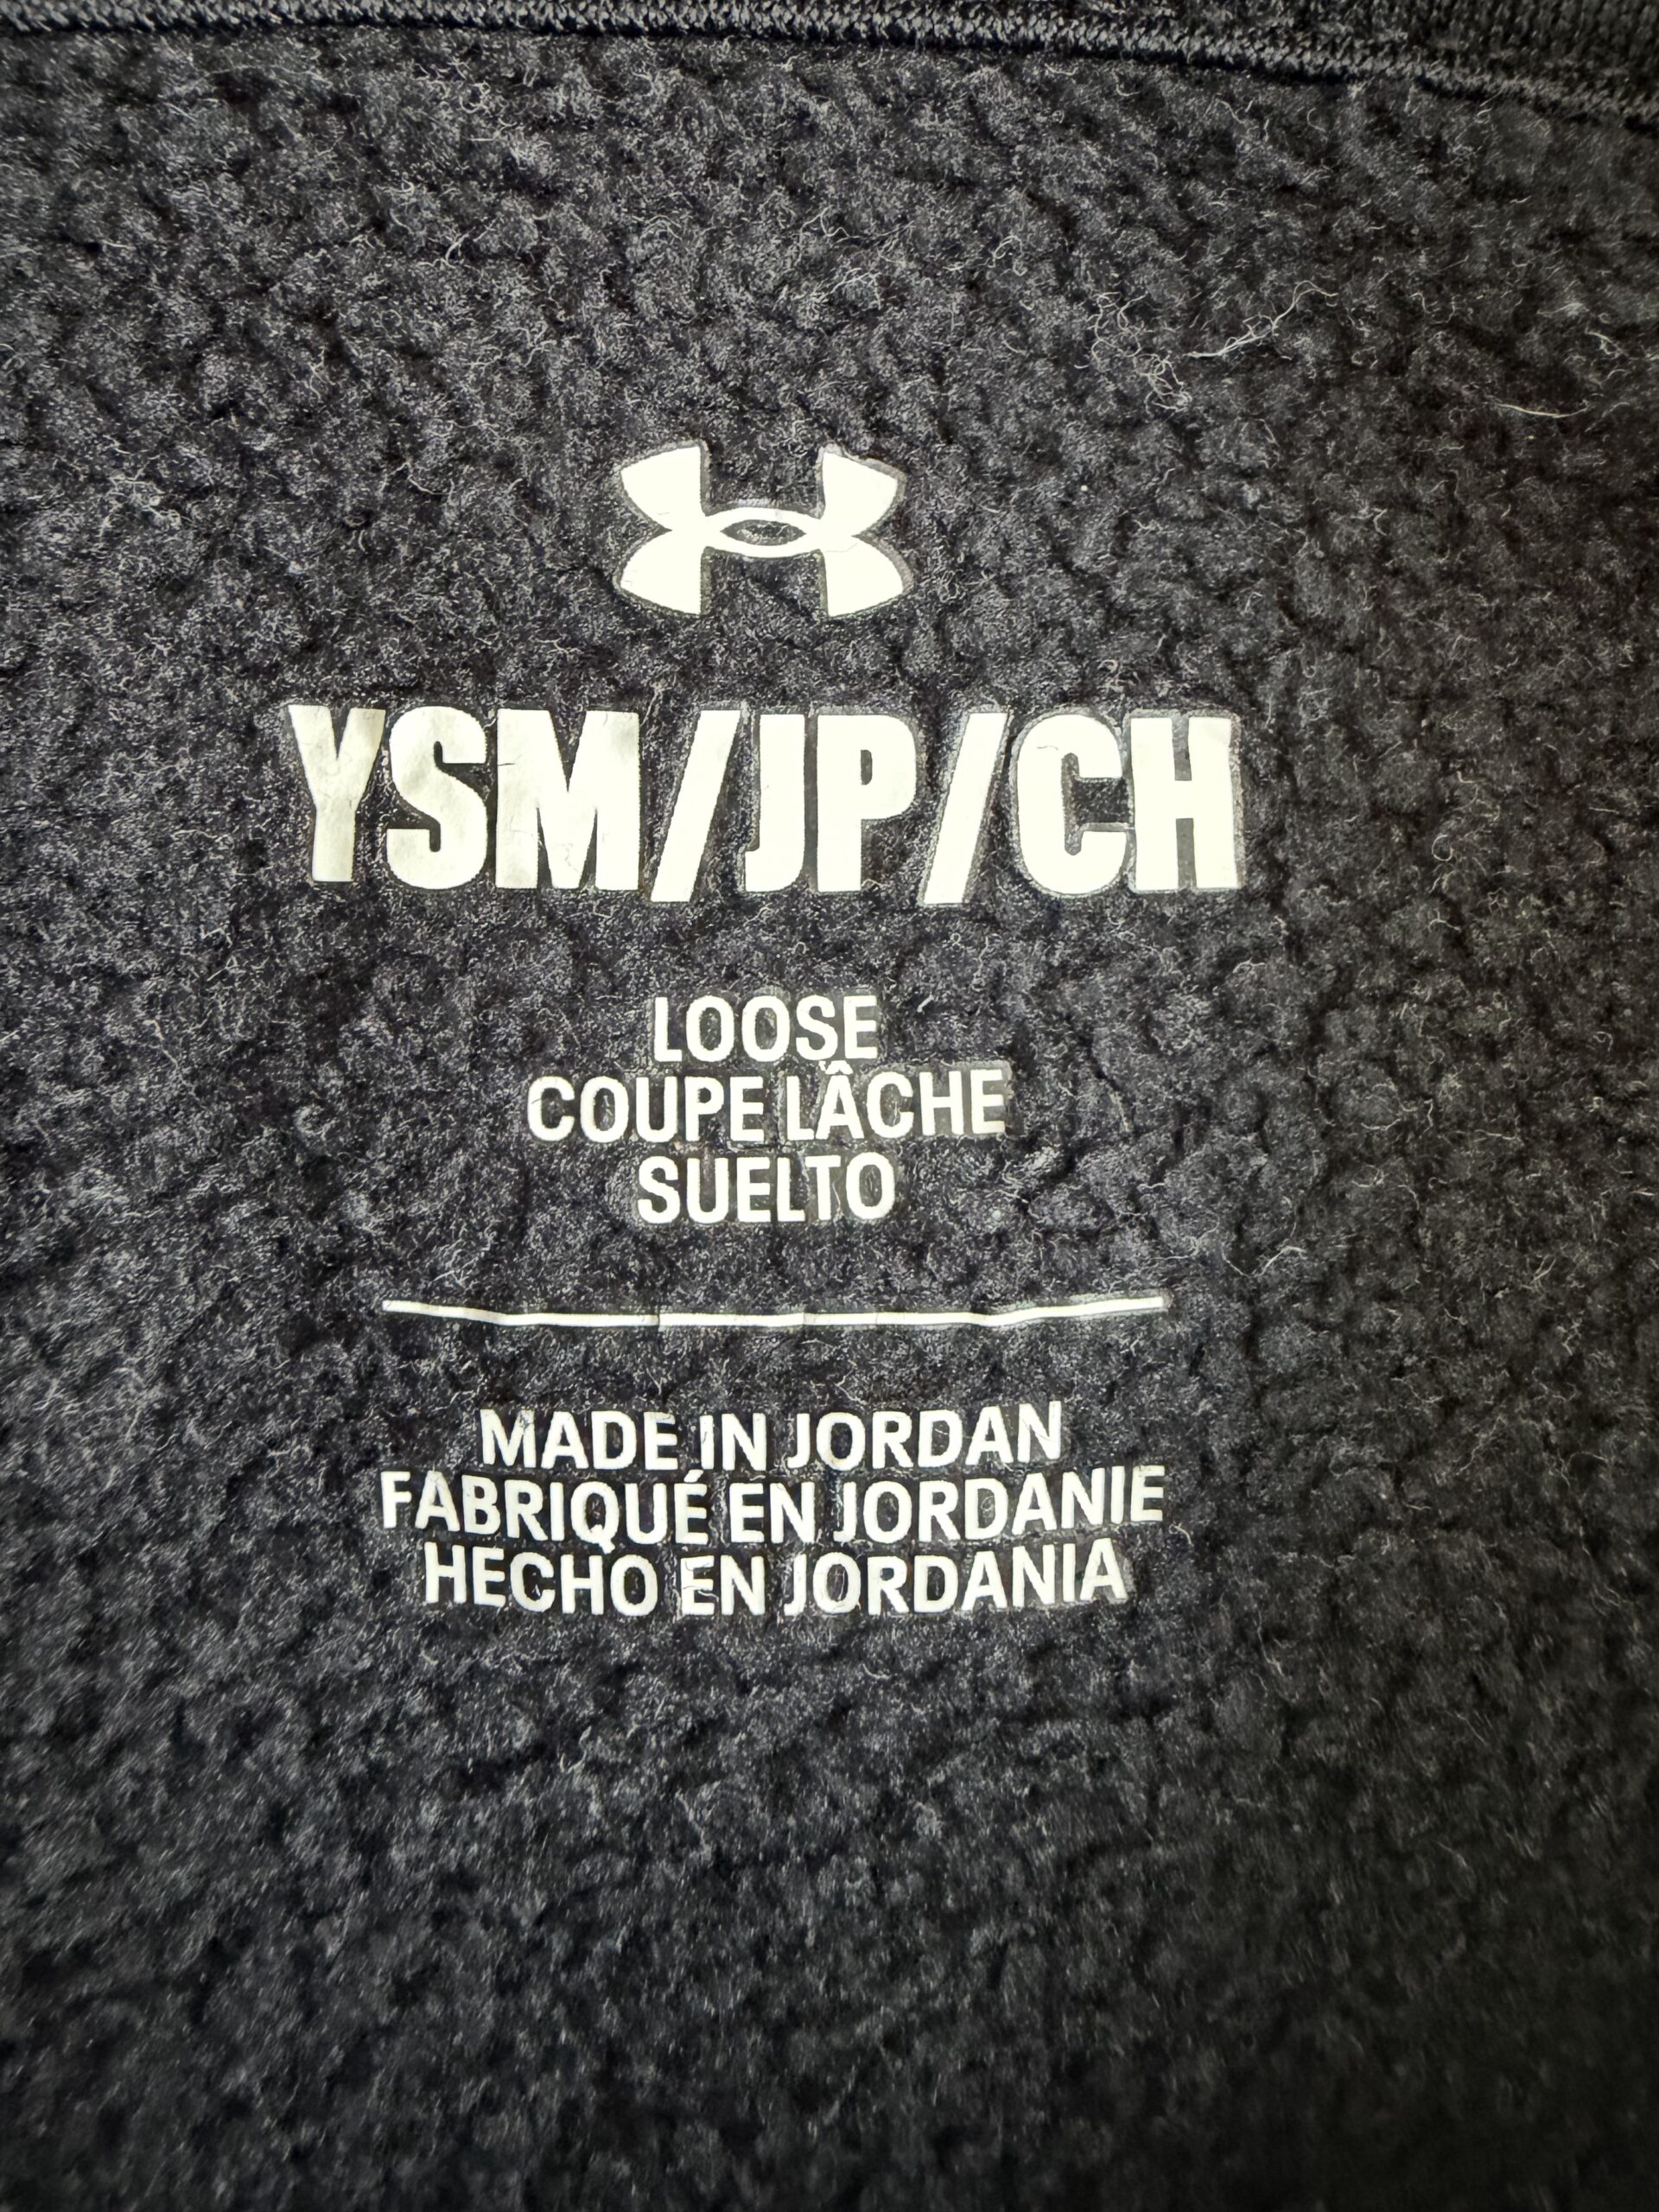 YSM/JP/CH
LOOSE
COUPE LÂCHE
SUELTO
MADE IN JORDAN
FABRIQUÉ EN JORDANIE
HECHO EN JORDANIA